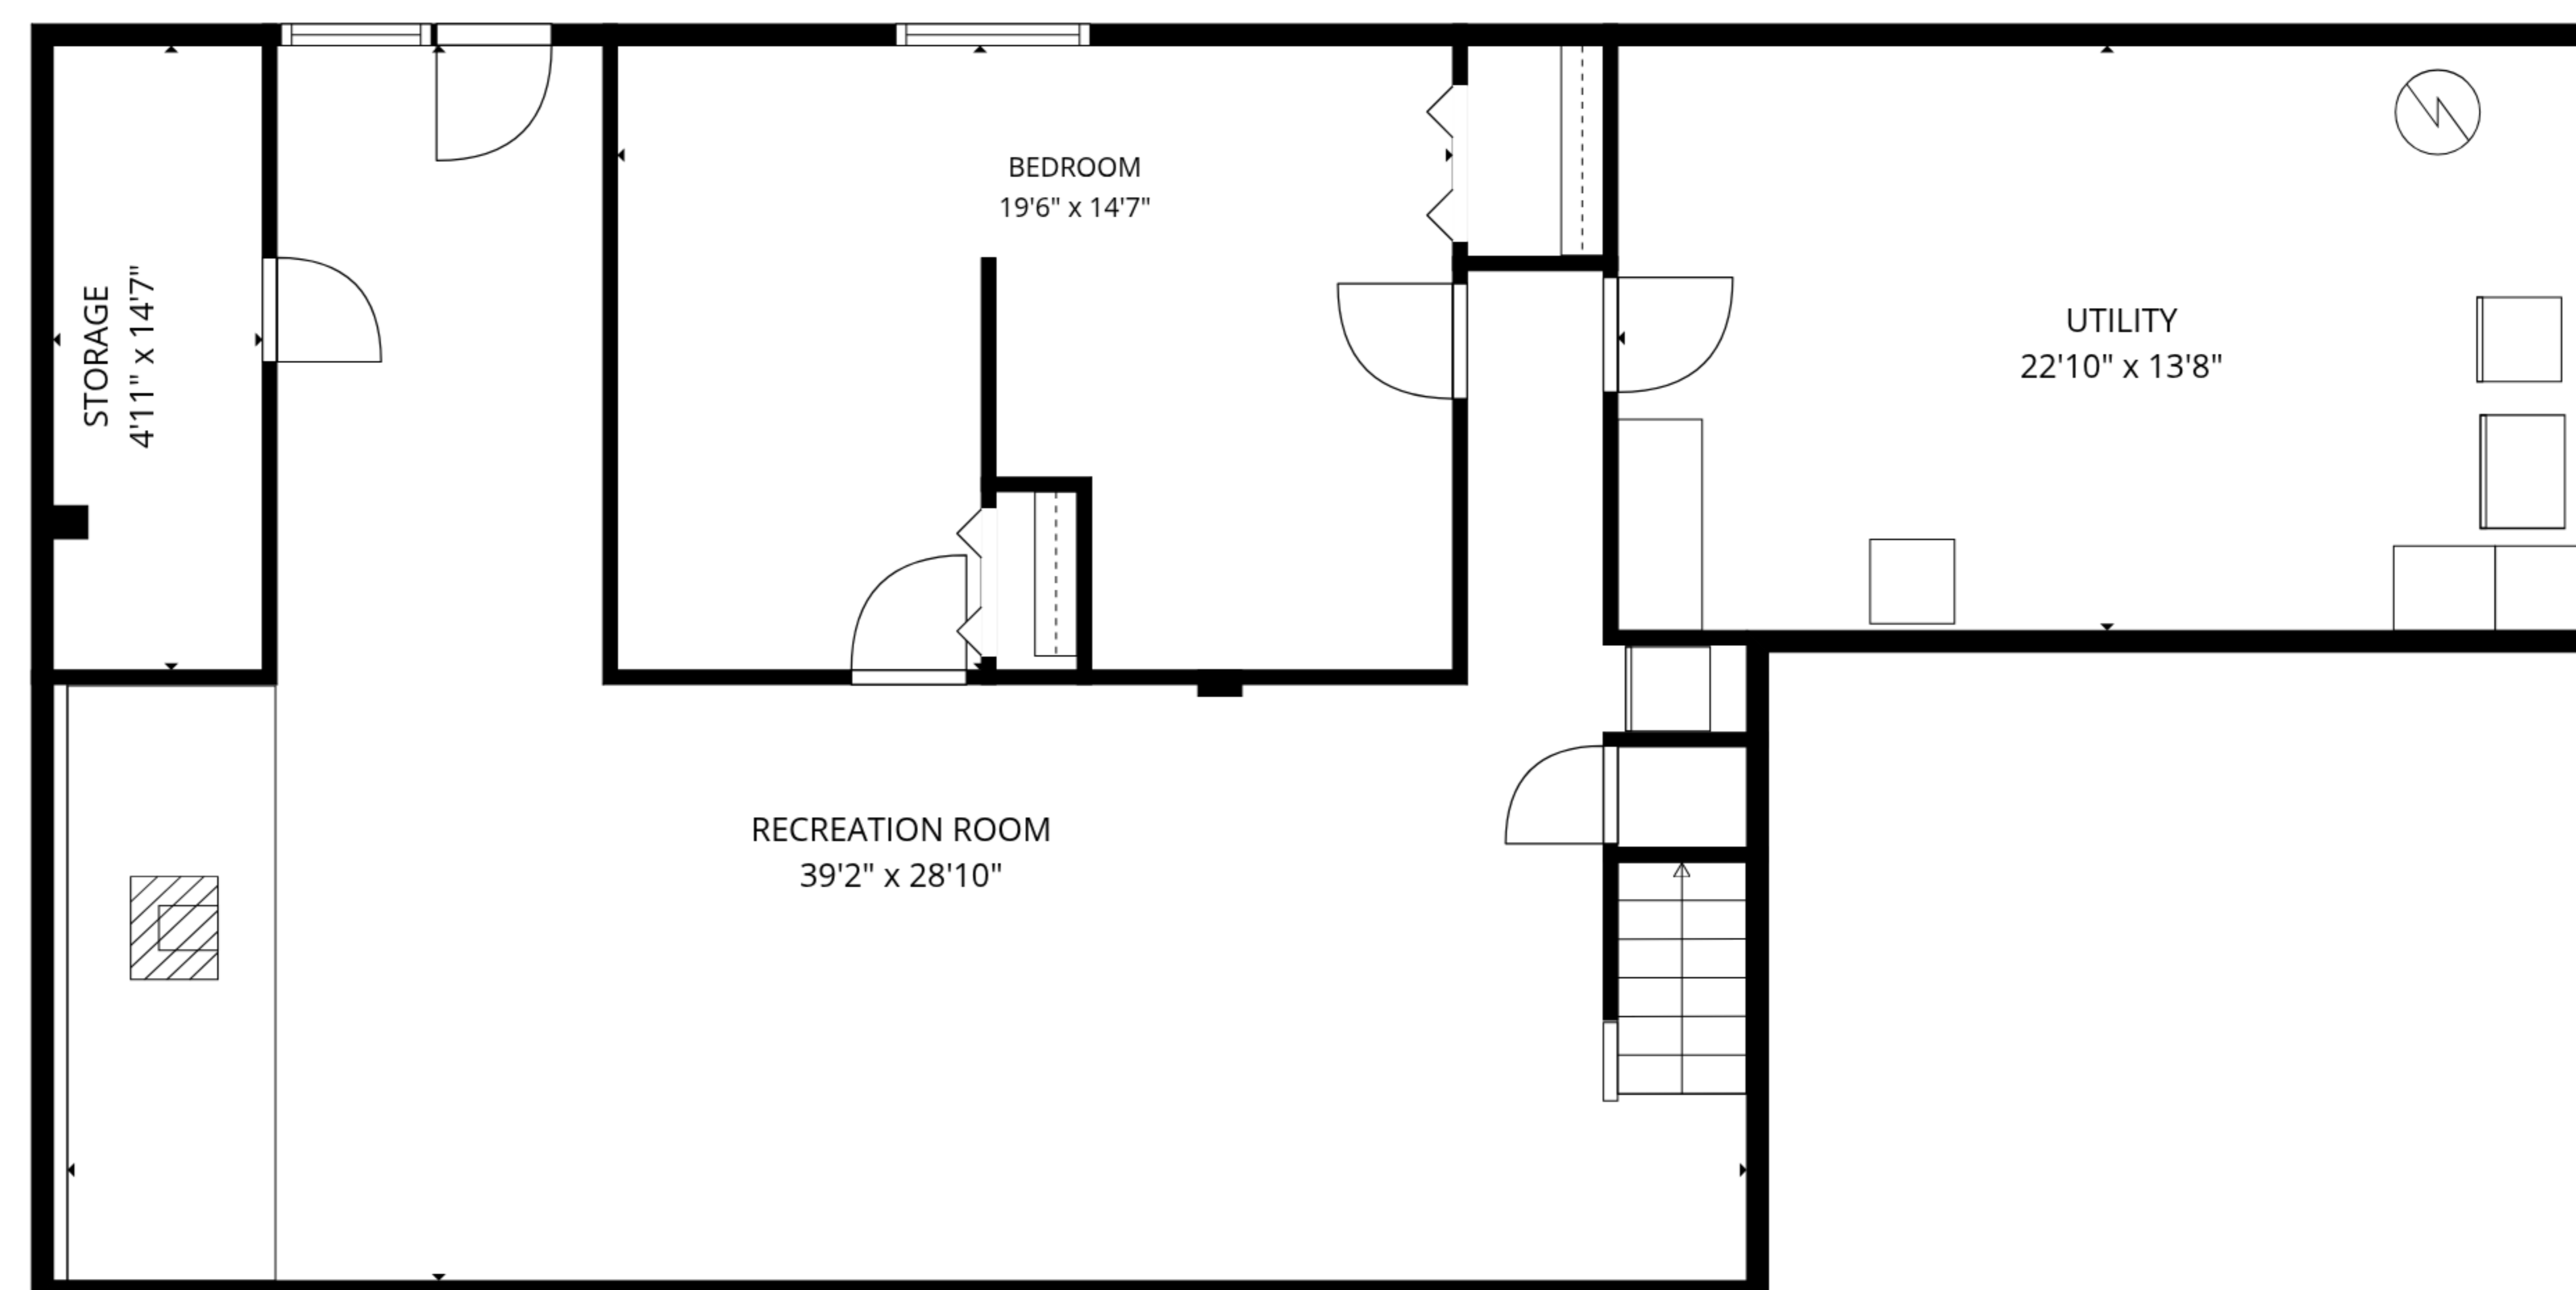 BEDROOM
19'6" x 14'7"
STORAGE
4'11" x 14'7"
UTILITY
22'10" x 13'8"
RECREATION ROOM
39'2" x 28'10"